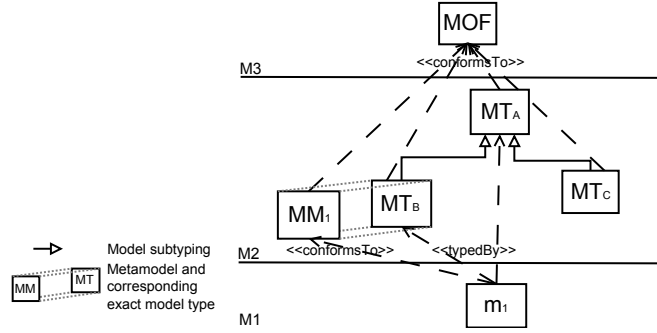 MOF
<<conformsTo>>
M3
MTA
MM1
MTB
MTC
Model subtyping
M2
<<conformsTo>>
<<typedBy>>
MM
MT
Metamodel and
corresponding
exact model type
m1
M1